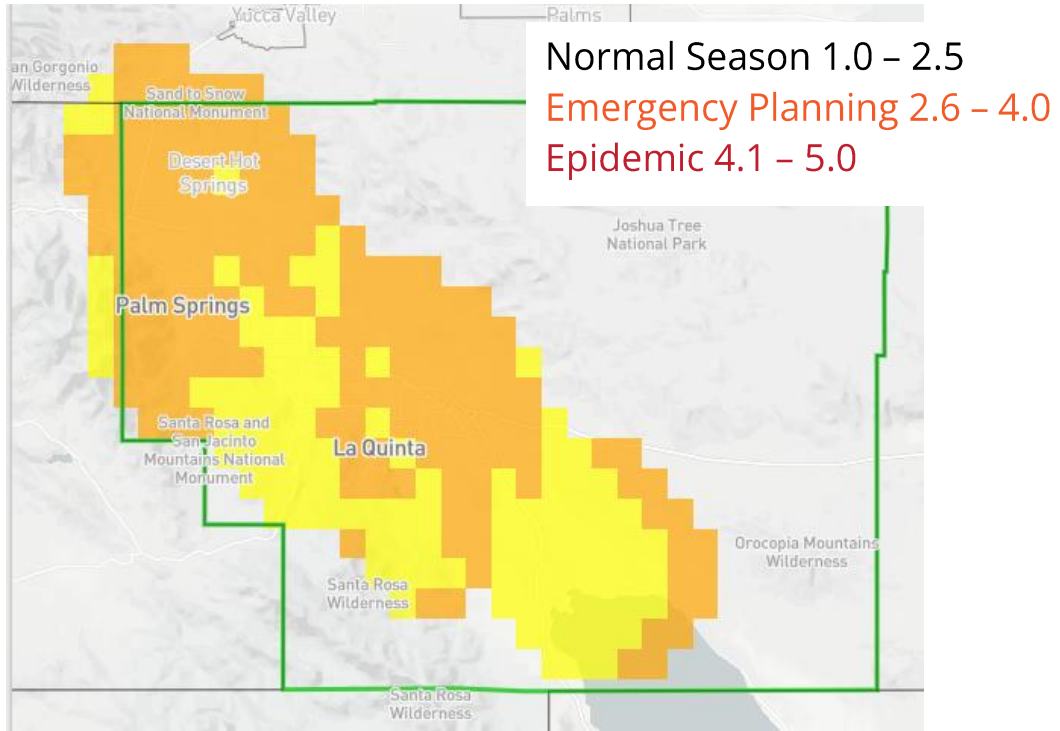 Yucca Valley
Palms
Normal Season 1.0 – 2.5
Emergency Planning 2.6 – 4.0
Epidemic 4.1 – 5.0
an Gorgonio
Wilderness
Sand to Snow
National Monument
Desert Hot
Springs
Joshua Tree
National Park
Palm Springs
Santa Rosa and
San Jacinto
Mountains National
Monument
La Quinta
Orocopia Mountains
Wilderness
Santa Rosa
Wilderness
Santa Rosa
Wilderness